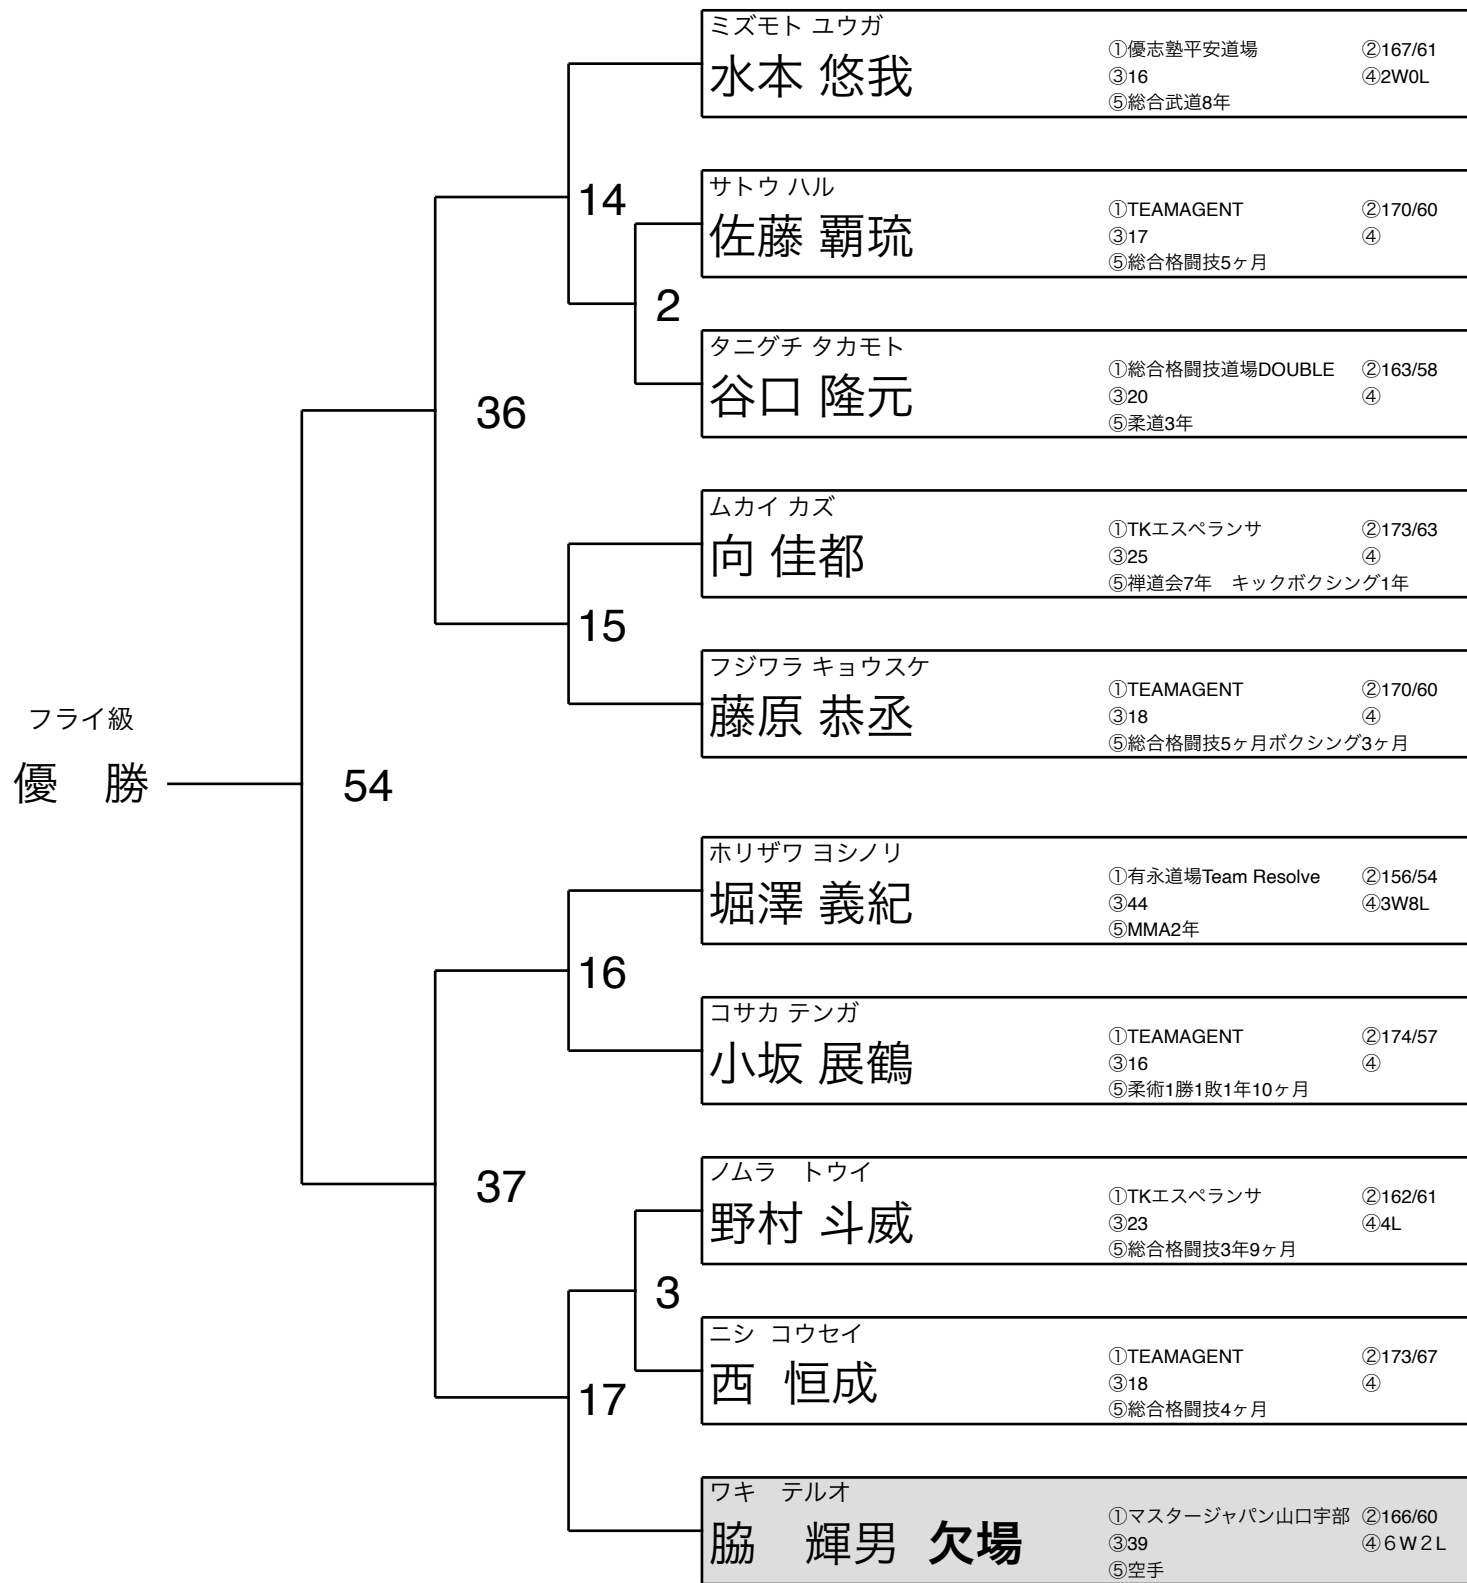 ミズモト ユウガ
水本 悠我
①優志塾平安道場 ②167/61
③16 ④2W0L
⑤総合武道8年
14
サトウ ハル
佐藤 覇琉
①TEAMAGENT ②170/60
③17 ④
⑤総合格闘技5ヶ月
2
タニグチ タカモト
谷口 隆元
①総合格闘技道場DOUBLE ②163/58
③20 ④
⑤柔道3年
36
ムカイ カズ
向 佳都
①TKエスペランサ ②173/63
③25 ④
⑤禅道会7年　キックボクシング1年
15
フジワラ キョウスケ
藤原 恭丞
①TEAMAGENT ②170/60
③18 ④
⑤総合格闘技5ヶ月ボクシング3ヶ月
フライ級
優　勝
54
ホリザワ ヨシノリ
堀澤 義紀
①有永道場Team Resolve ②156/54
③44 ④3W8L
⑤MMA2年
16
コサカ テンガ
小坂 展鶴
①TEAMAGENT ②174/57
③16 ④
⑤柔術1勝1敗1年10ヶ月
37
ノムラ　トウイ
野村 斗威
①TKエスペランサ ②162/61
③23 ④4L
⑤総合格闘技3年9ヶ月
3
ニシ コウセイ
西 恒成
①TEAMAGENT ②173/67
③18 ④
⑤総合格闘技4ヶ月
17
ワキ　テルオ
脇　輝男 欠場
①マスタージャパン山口宇部 ②166/60
③39 ④６W２L
⑤空手